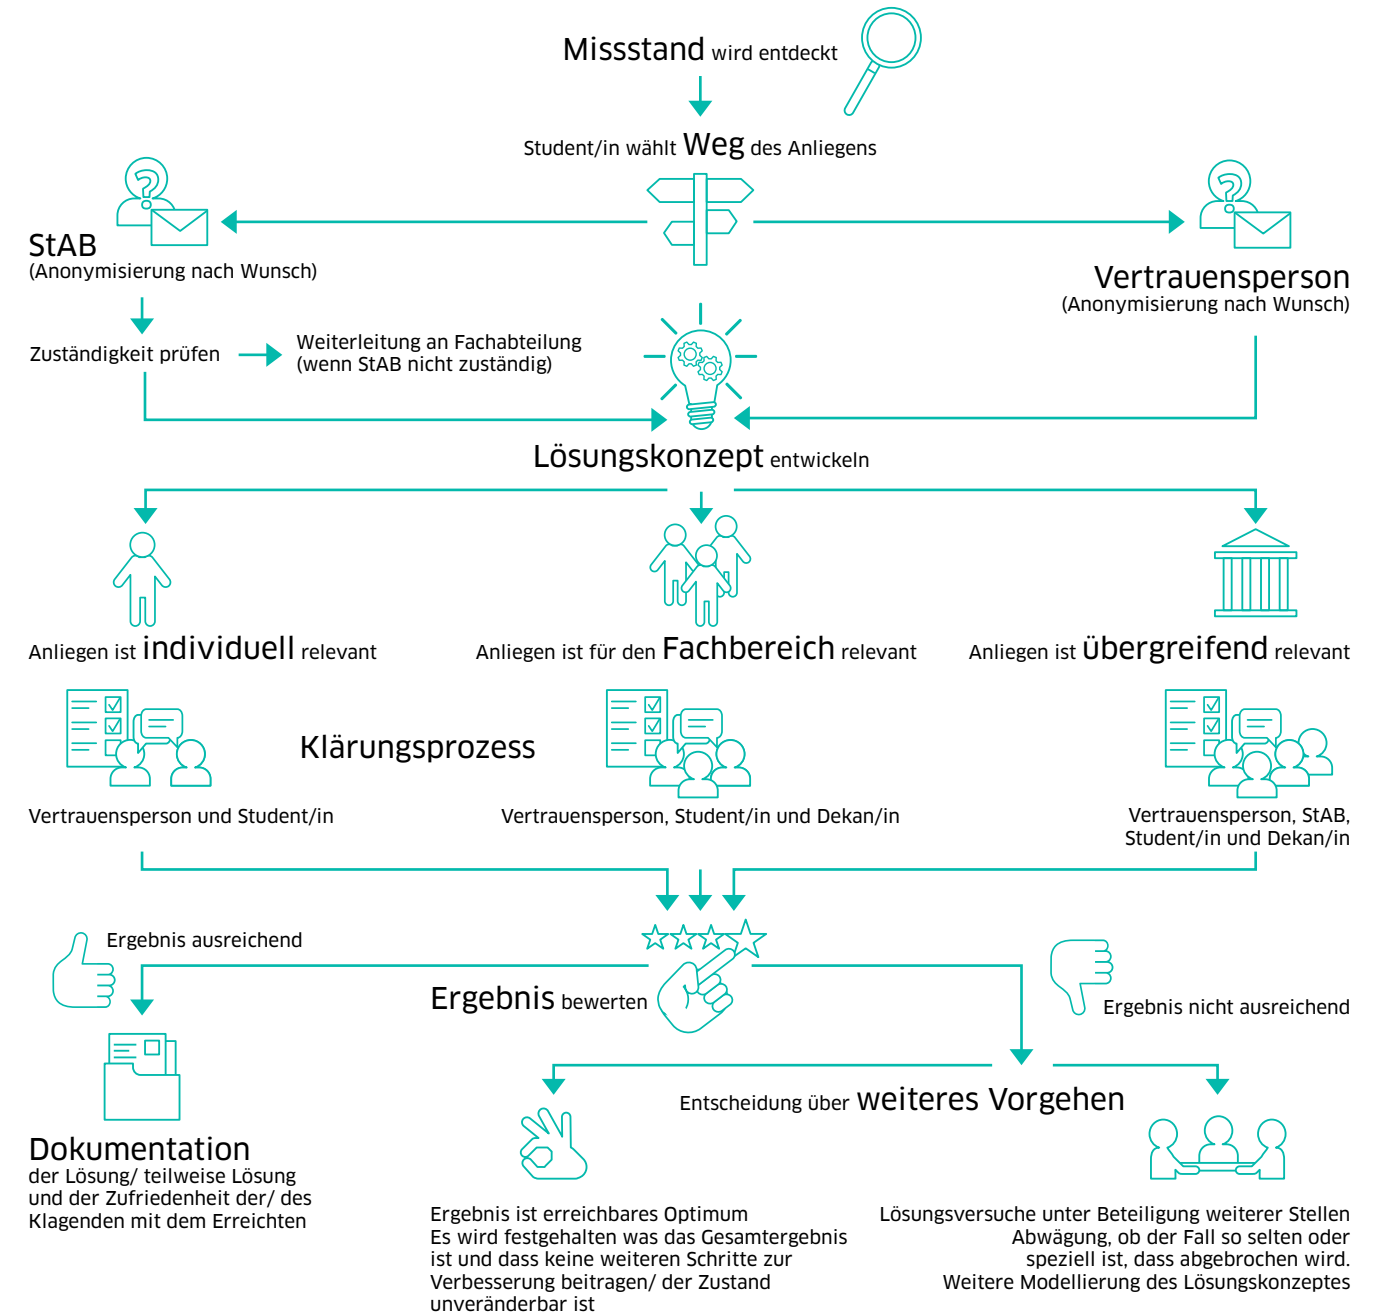 Missstand wird entdeckt
Student/in wählt Weg des Anliegens
StAB
(Anonymisierung nach Wunsch)
Vertrauensperson
(Anonymisierung nach Wunsch)
Zuständigkeit prüfen
Weiterleitung an Fachabteilung
(wenn StAB nicht zuständig)
Lösungskonzept entwickeln
Anliegen ist individuell relevant
Anliegen ist für den Fachbereich relevant
Anliegen ist übergreifend relevant
Klärungsprozess
Vertrauensperson und Student/in
Vertrauensperson, Student/in und Dekan/in
Vertrauensperson, StAB,
Student/in und Dekan/in
Ergebnis ausreichend
Ergebnis bewerten
Ergebnis nicht ausreichend
Entscheidung über weiteres Vorgehen
Dokumentation
der Lösung/ teilweise Lösung
und der Zufriedenheit der/ des
Klagenden mit dem Erreichten
Ergebnis ist erreichbares Optimum
Es wird festgehalten was das Gesamtergebnis
ist und dass keine weiteren Schritte zur
Verbesserung beitragen/ der Zustand
unveränderbar ist
Lösungsversuche unter Beteiligung weiterer Stellen
Abwägung, ob der Fall so selten oder
speziell ist, dass abgebrochen wird.
Weitere Modellierung des Lösungskonzeptes